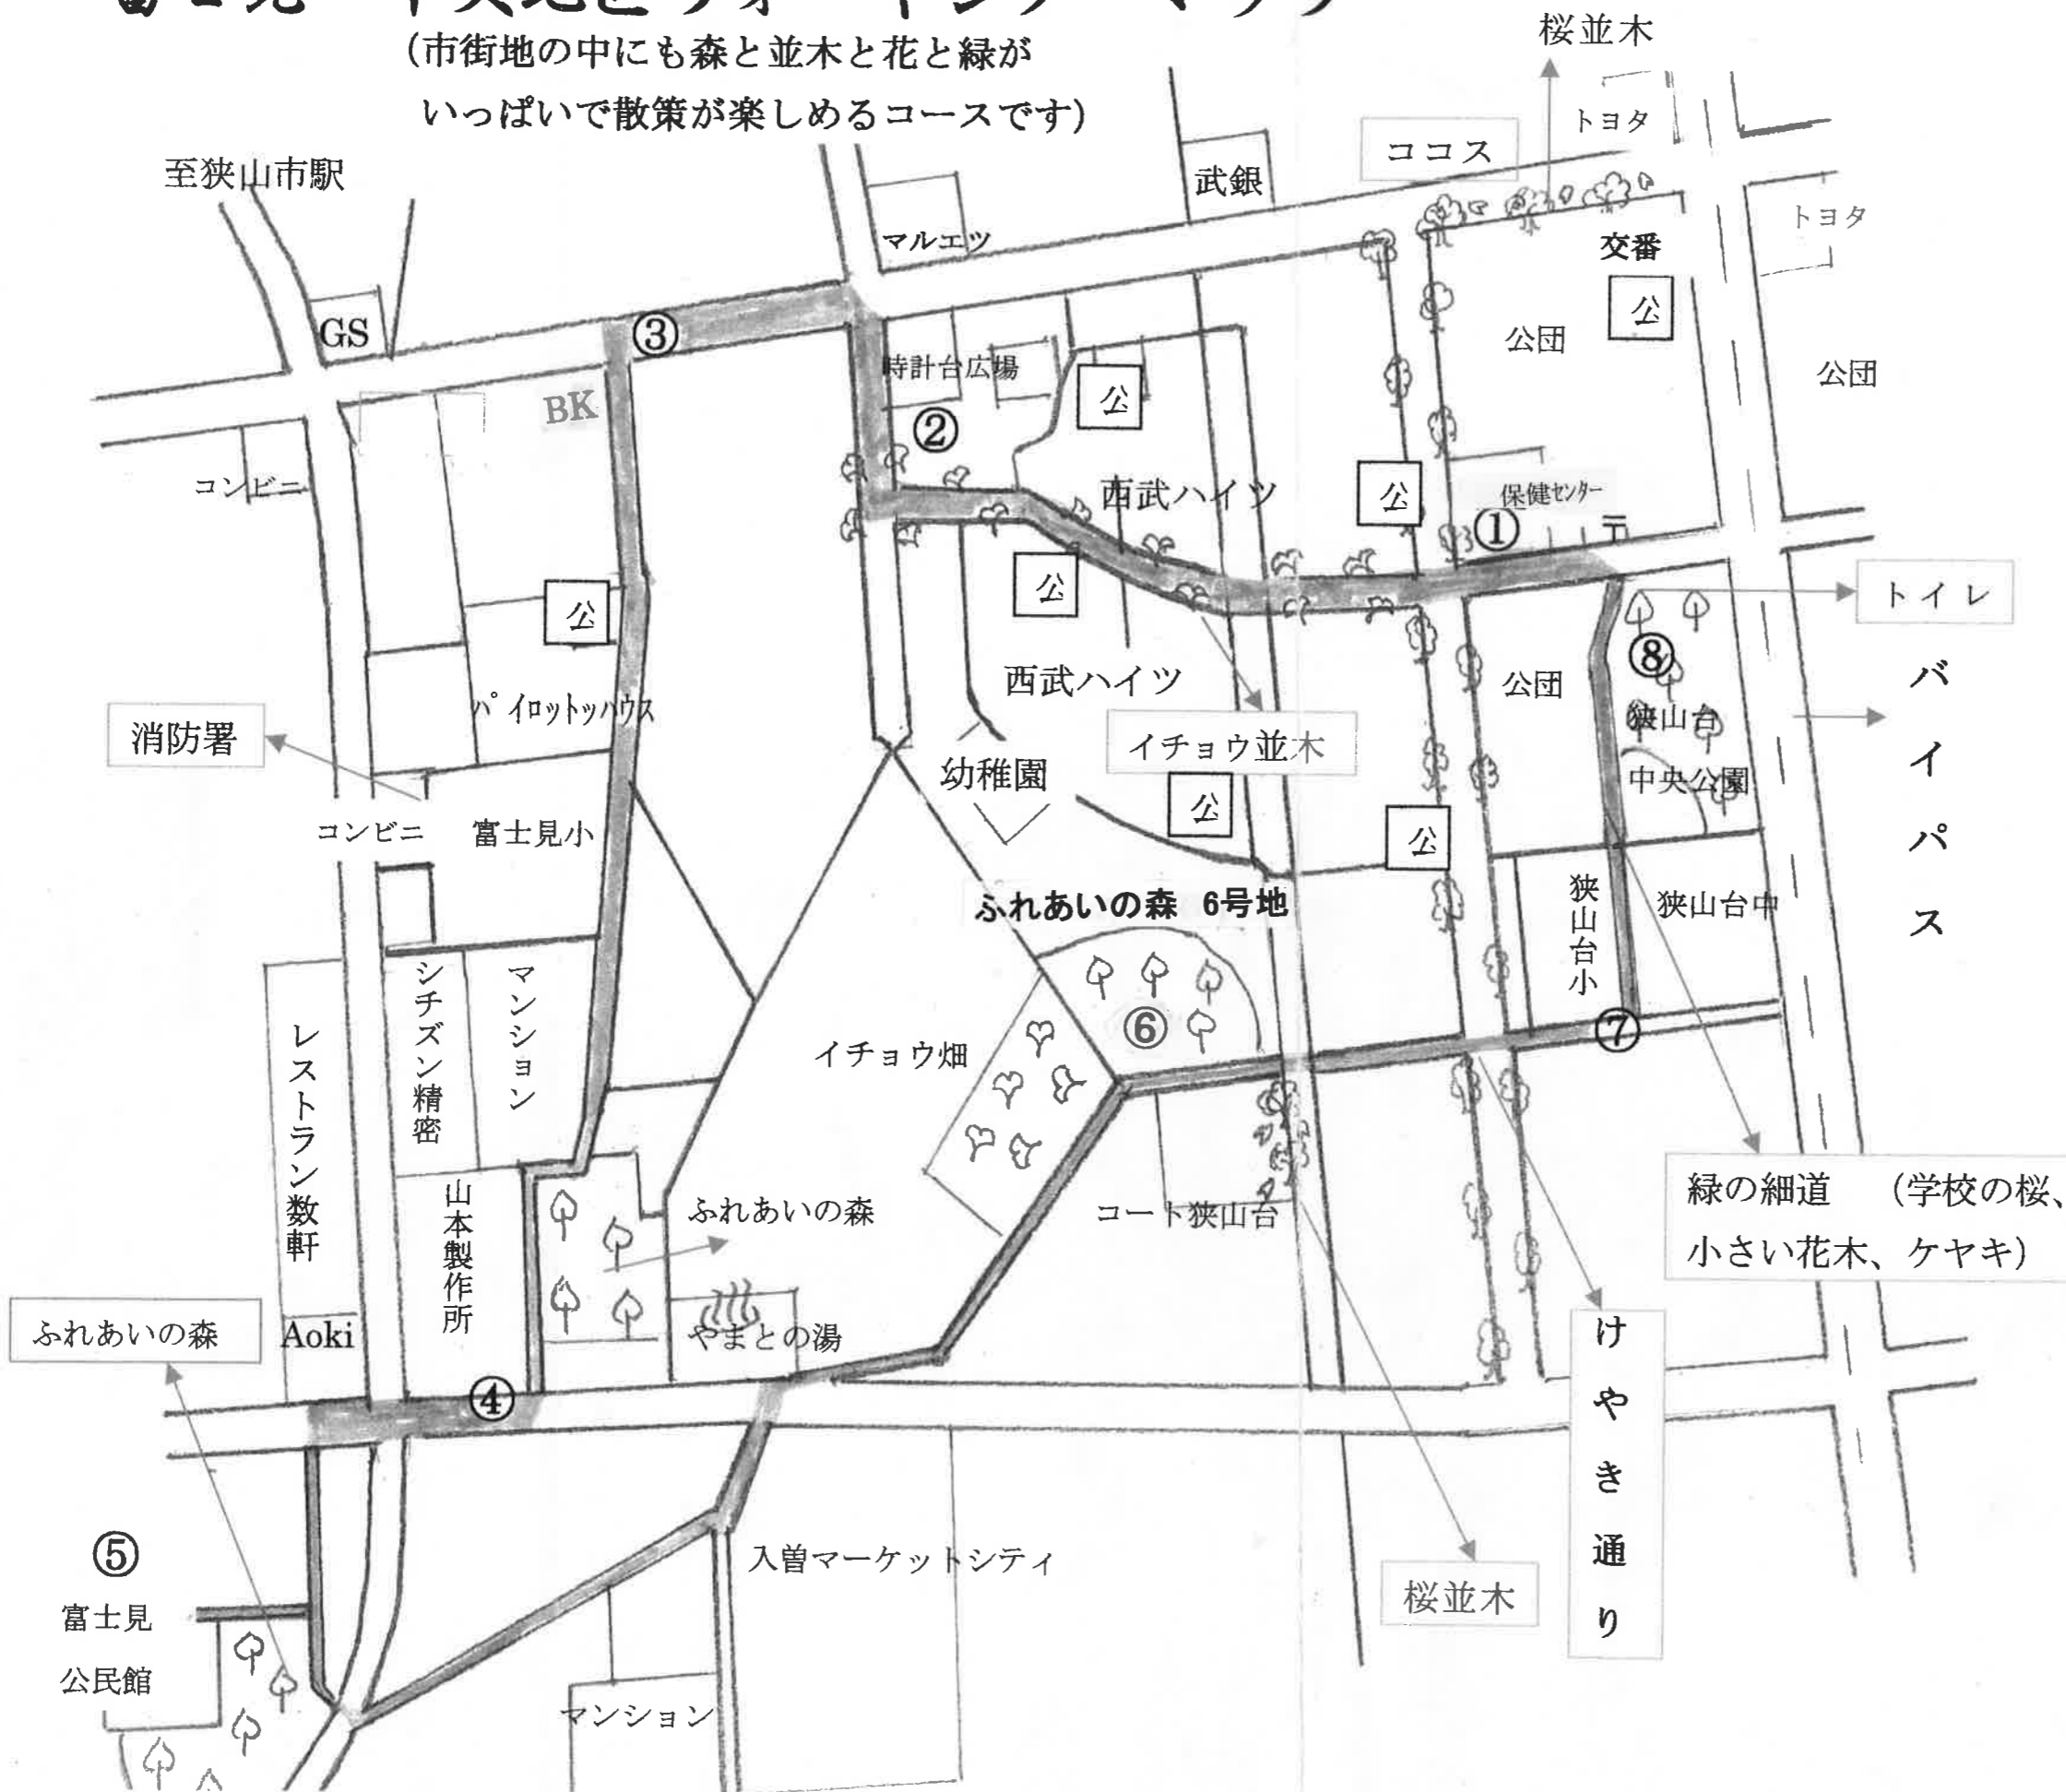 (市街地の中にも森と並木と花と緑が
いっぱいで散策が楽しめるコースです)
桜並木
トヨタ
ココス
至狭山市駅
武銀
マルエツ
トヨタ
交番
公
公団
公団
GS
③
時計台広場
BK
公
②
コンビニ
西武ハイツ
公
保健センター
①
〒
公
公
トイレ
⑧
西武ハイツ
公団
パイロットッハウス
狭山台
中央公園
バイパス
消防署
イチョウ並木
幼稚園
公
公
コンビニ
富士見小
ふれあいの森 6号地
狭山台小
狭山台中
シチズン精密
マンション
レストラン数軒
イチョウ畑
⑥
⑦
山本製作所
ふれあいの森
コート狭山台
緑の細道 (学校の桜、
小さい花木、ケヤキ)
ふれあいの森
Aoki
やまとの湯
けやき通り
④
⑤
富士見
公民館
入曽マーケットシティ
桜並木
マンション